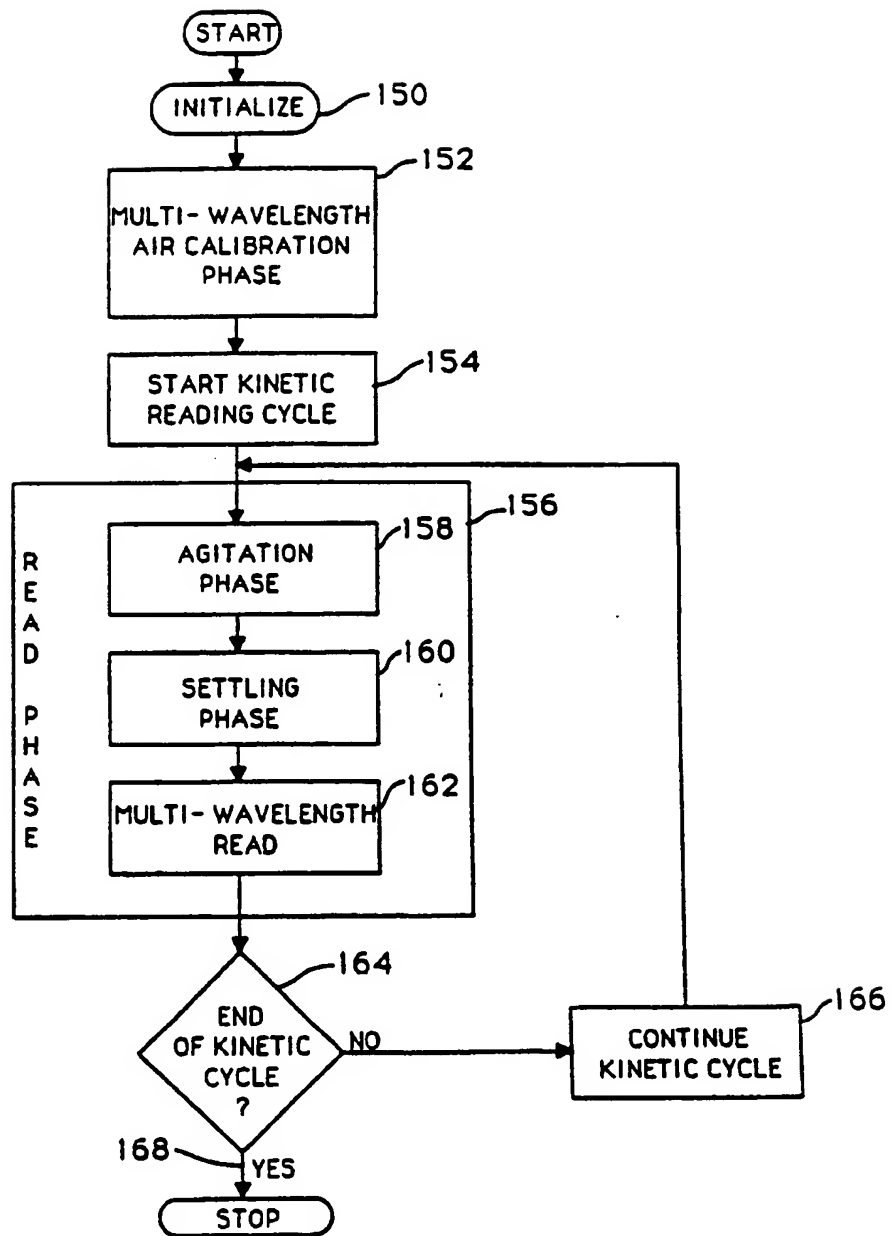 START
INITIALIZE
150
152
MULTI-WAVELENGTH
AIR CALIBRATION
PHASE
154
START KINETIC
READING CYCLE
156
READ PHASE
158
AGITATION
PHASE
160
SETTLING
PHASE
162
MULTI-WAVELENGTH
READ
164
END
OF KINETIC
CYCLE
?
NO
166
CONTINUE
KINETIC CYCLE
168
YES
STOP